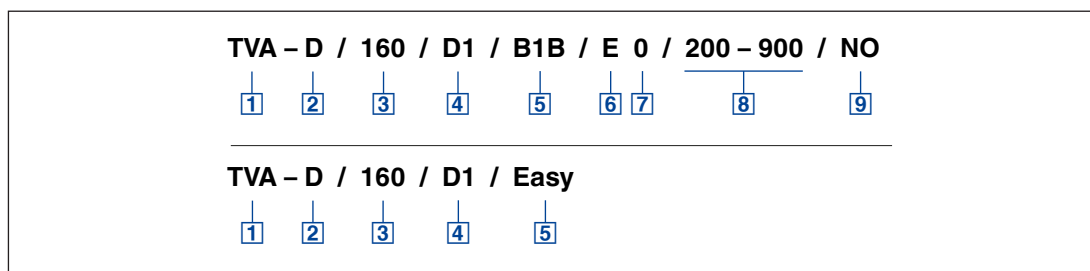 TVA – D / 160 / D1 / B1B / E 0 / 200 – 900 / NO
1 2 3 4 5 6 7 8 9
TVA – D / 160 / D1 / Easy
1 2 3 4 5